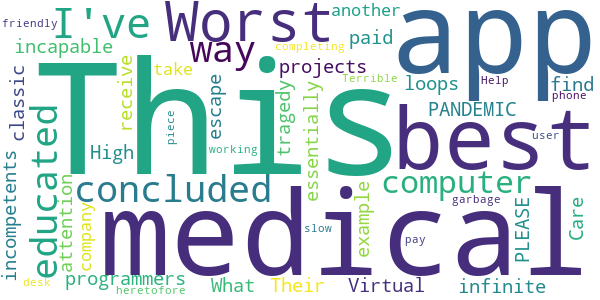 friendly I've Worst another app
incapable way paid completing
classic receive take escape projects loops Terrible Help find
This tragedy essentially PANDEMIC phone
educated High piece working best user
incompetents attention concluded computer
company medical example garbage PLEASE Care
slow pay
desk programmers heretofore What Their Virtual infinite